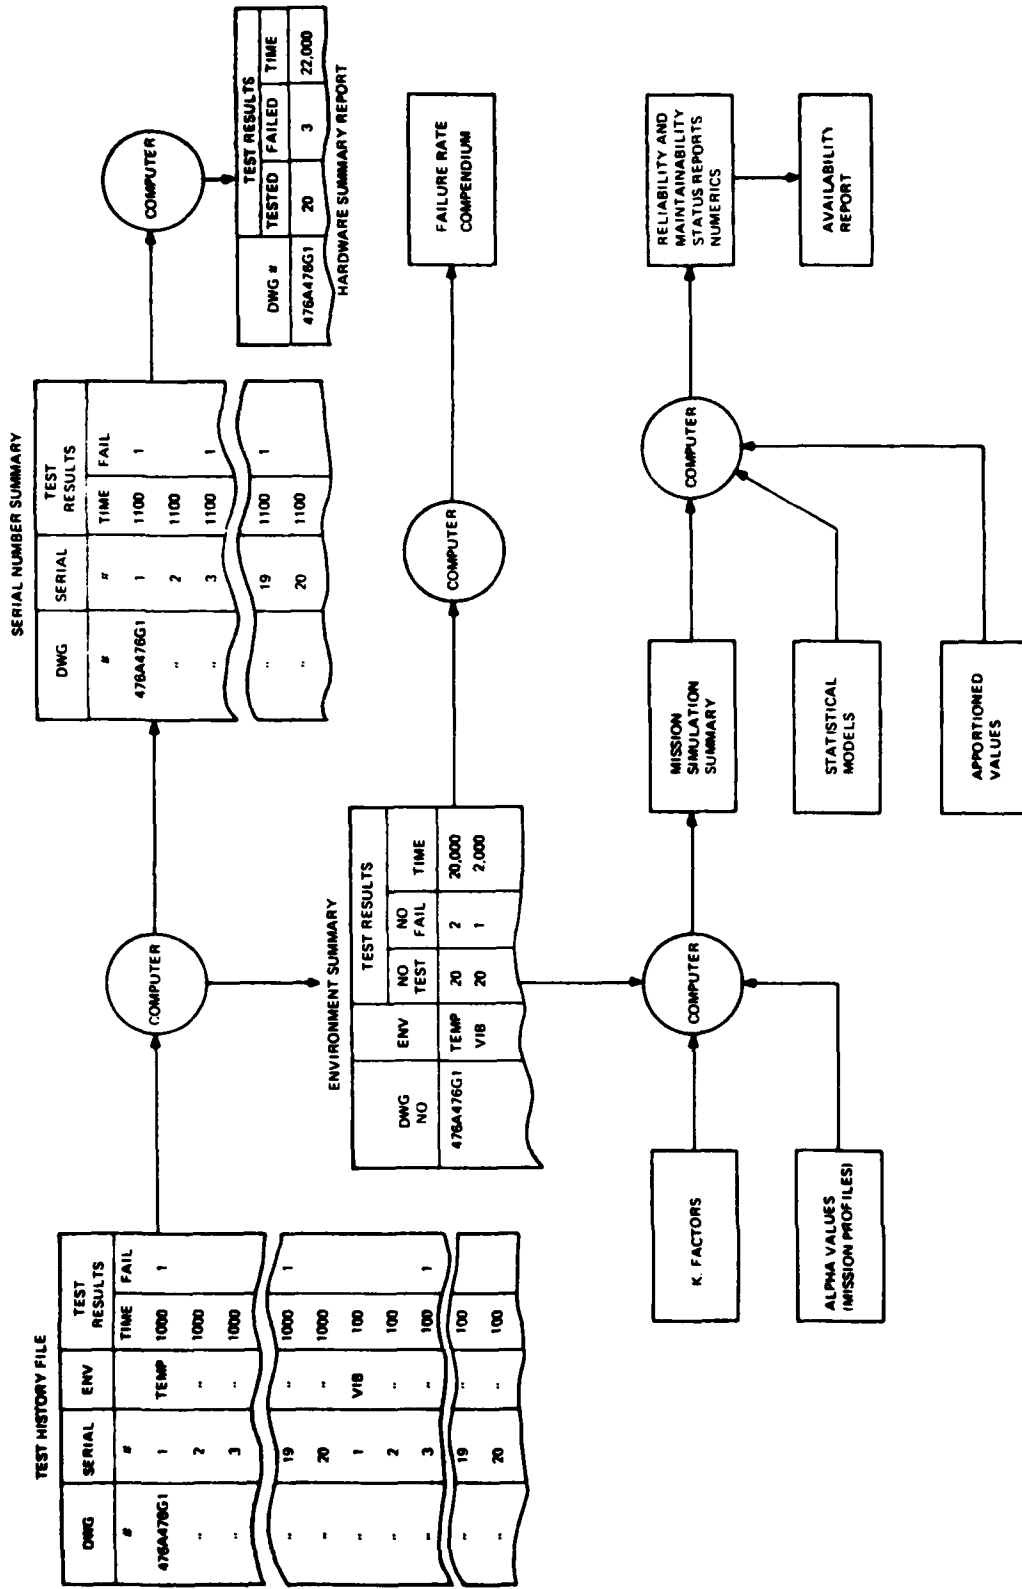 TEST HISTORY FILE
DWG SERIAL ENV TEST RESULTS
# # TIME FAIL
476A476G1 1 TEMP 1000 1
" 2 " 1000
" 3 " 1000
" 19 " 1000 1
" 20 " 1000
" 1 VIB 100
" 2 " 100
" 3 " 100 1
" 19 " 100
" 20 " 100
COMPUTER
SERIAL NUMBER SUMMARY
DWG SERIAL TEST RESULTS
# # TIME FAIL
476A476G1 1 1100 1
" 2 1100
" 3 1100 1
" 19 1100 1
" 20 1100
COMPUTER
DWG # TEST RESULTS
TESTED FAILED TIME
476A476G1 20 3 22,000
HARDWARE SUMMARY REPORT
ENVIRONMENT SUMMARY
DWG NO ENV TEST RESULTS
NO TEST NO FAIL TIME
476A476G1 TEMP 20 2 20,000
VIB 20 1 2,000
COMPUTER
FAILURE RATE
COMPENDIUM
K. FACTORS
ALPHA VALUES
(MISSION PROFILES)
COMPUTER
MISSION
SIMULATION
SUMMARY
STATISTICAL
MODELS
APPORTIONED
VALUES
COMPUTER
RELIABILITY AND
MAINTAINABILITY
STATUS REPORTS
NUMERICS
AVAILABILITY
REPORT